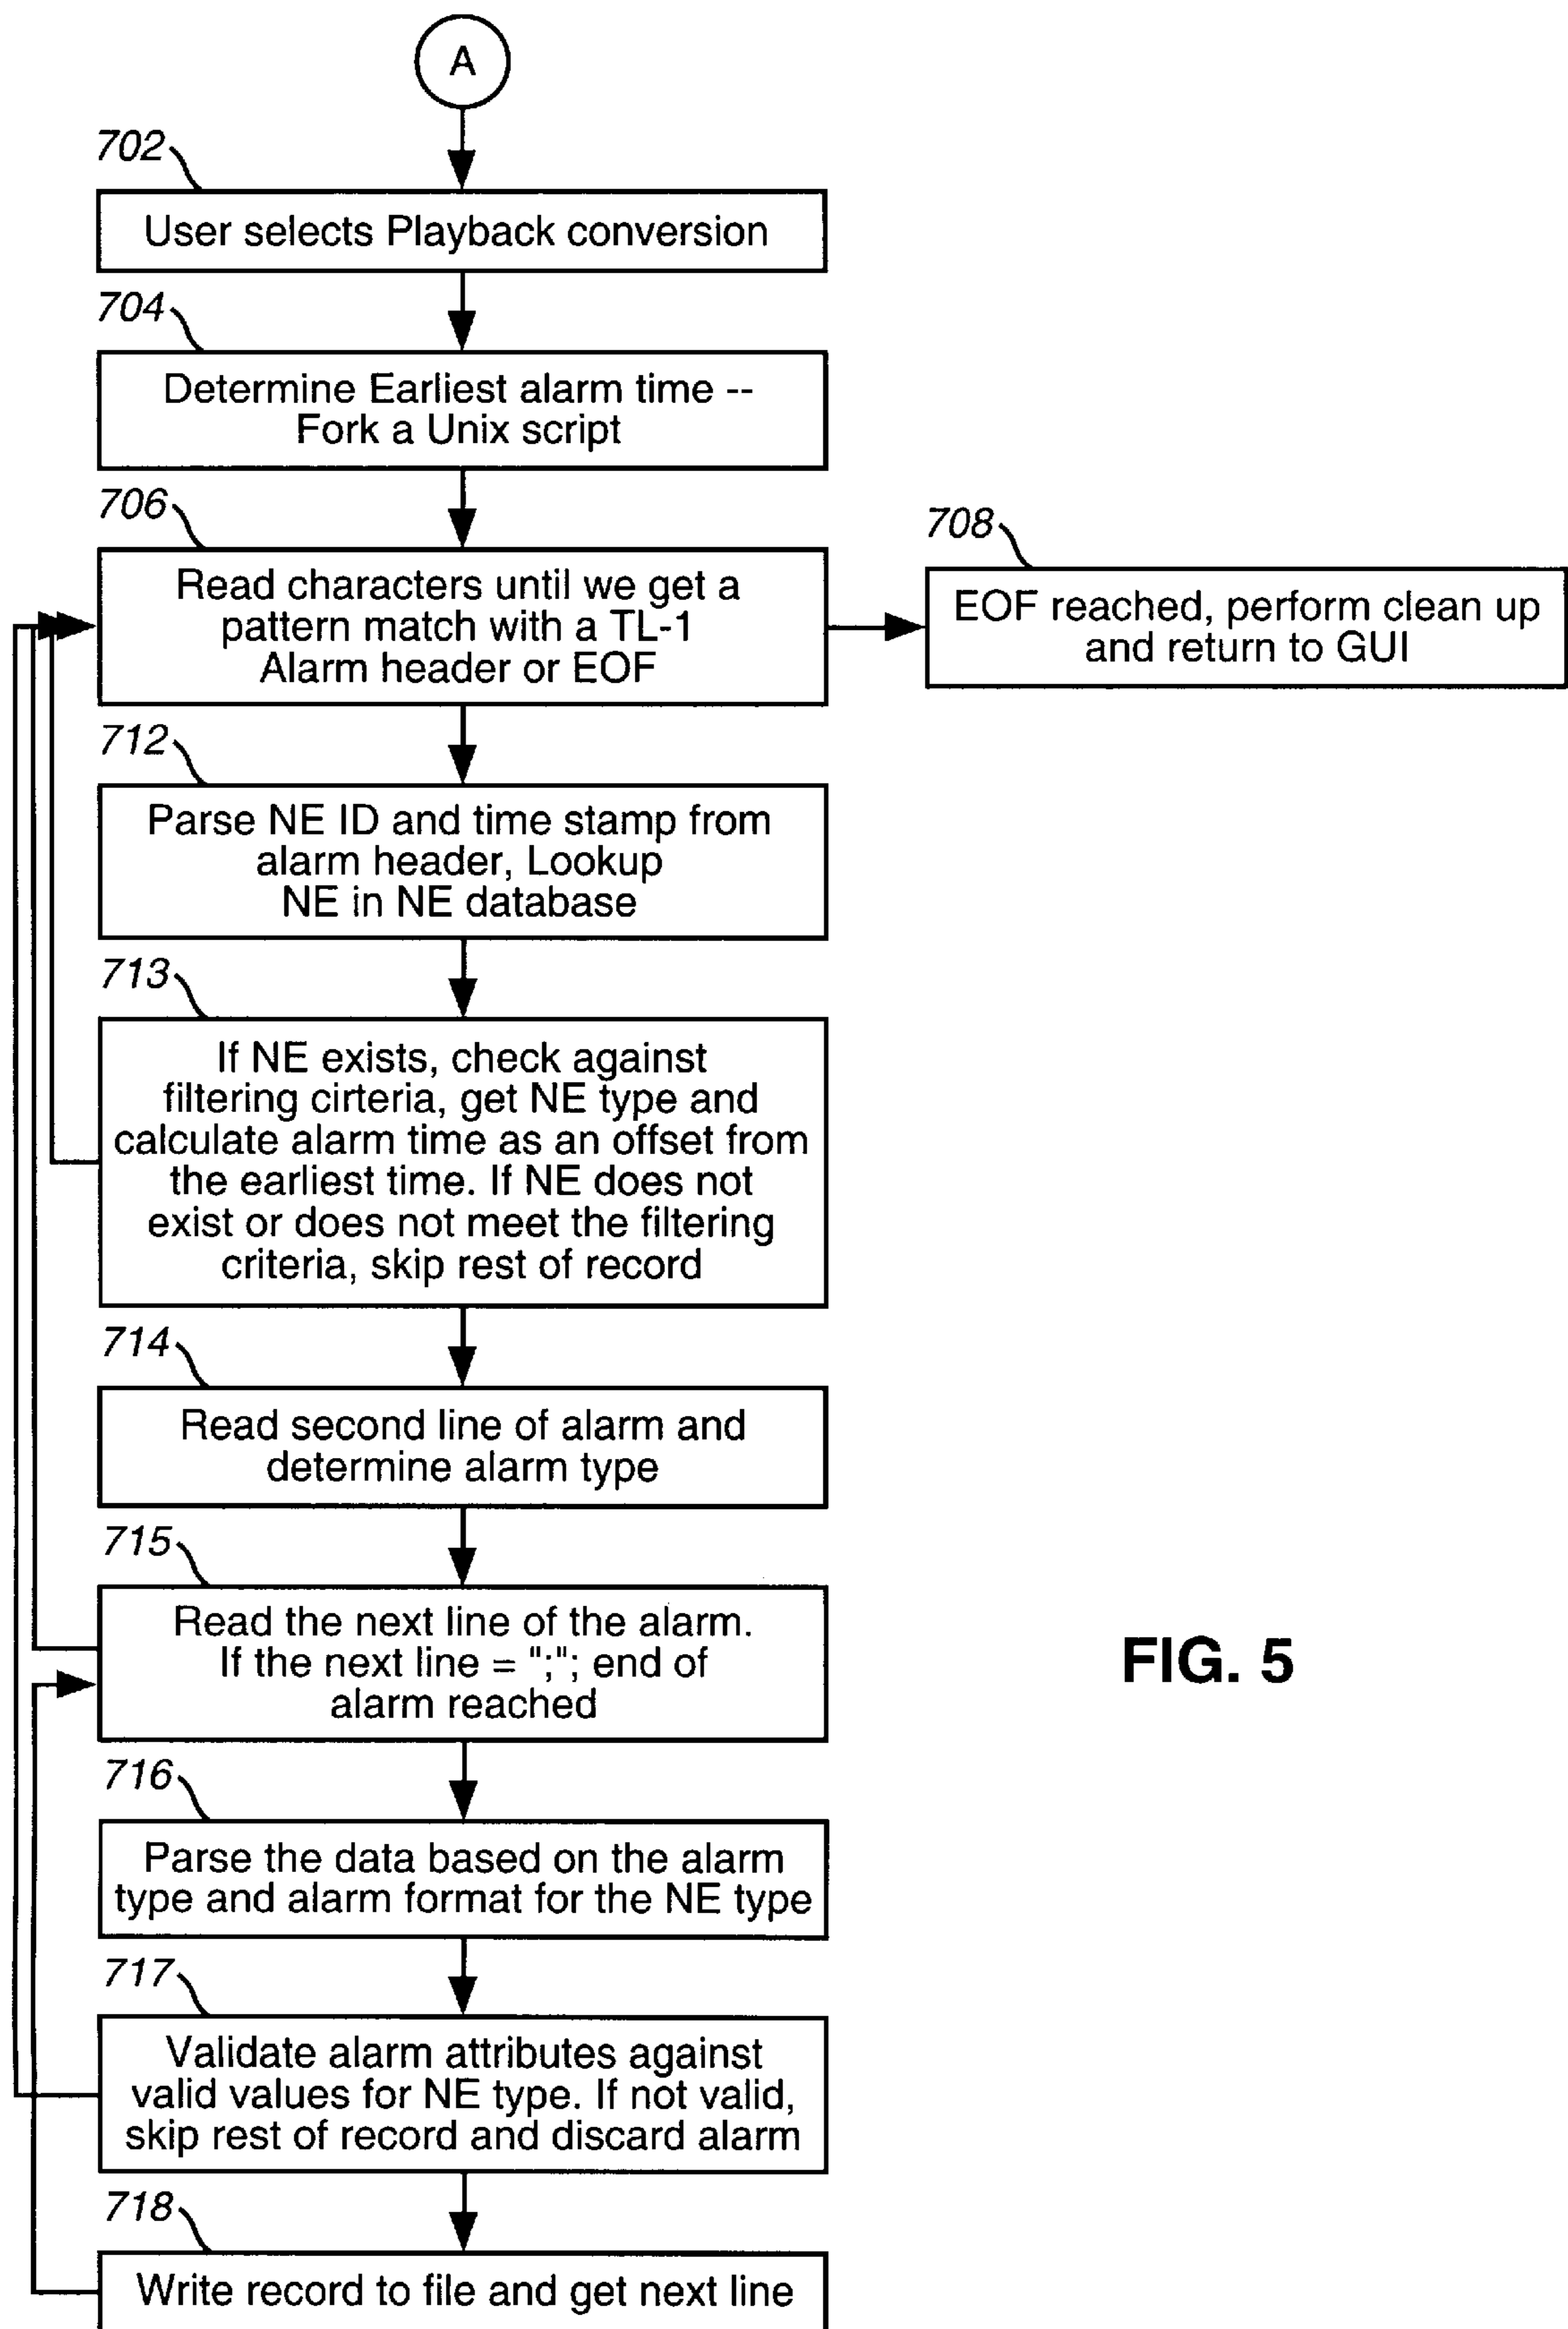 A
702
User selects Playback conversion
704
Determine Earliest alarm time --
Fork a Unix script
706
Read characters until we get a
pattern match with a TL-1
Alarm header or EOF
708
EOF reached, perform clean up
and return to GUI
712
Parse NE ID and time stamp from
alarm header, Lookup
NE in NE database
713
If NE exists, check against
filtering cirteria, get NE type and
calculate alarm time as an offset from
the earliest time. If NE does not
exist or does not meet the filtering
criteria, skip rest of record
714
Read second line of alarm and
determine alarm type
715
Read the next line of the alarm.
If the next line = ";"; end of
alarm reached
FIG. 5
716
Parse the data based on the alarm
type and alarm format for the NE type
717
Validate alarm attributes against
valid values for NE type. If not valid,
skip rest of record and discard alarm
718
Write record to file and get next line